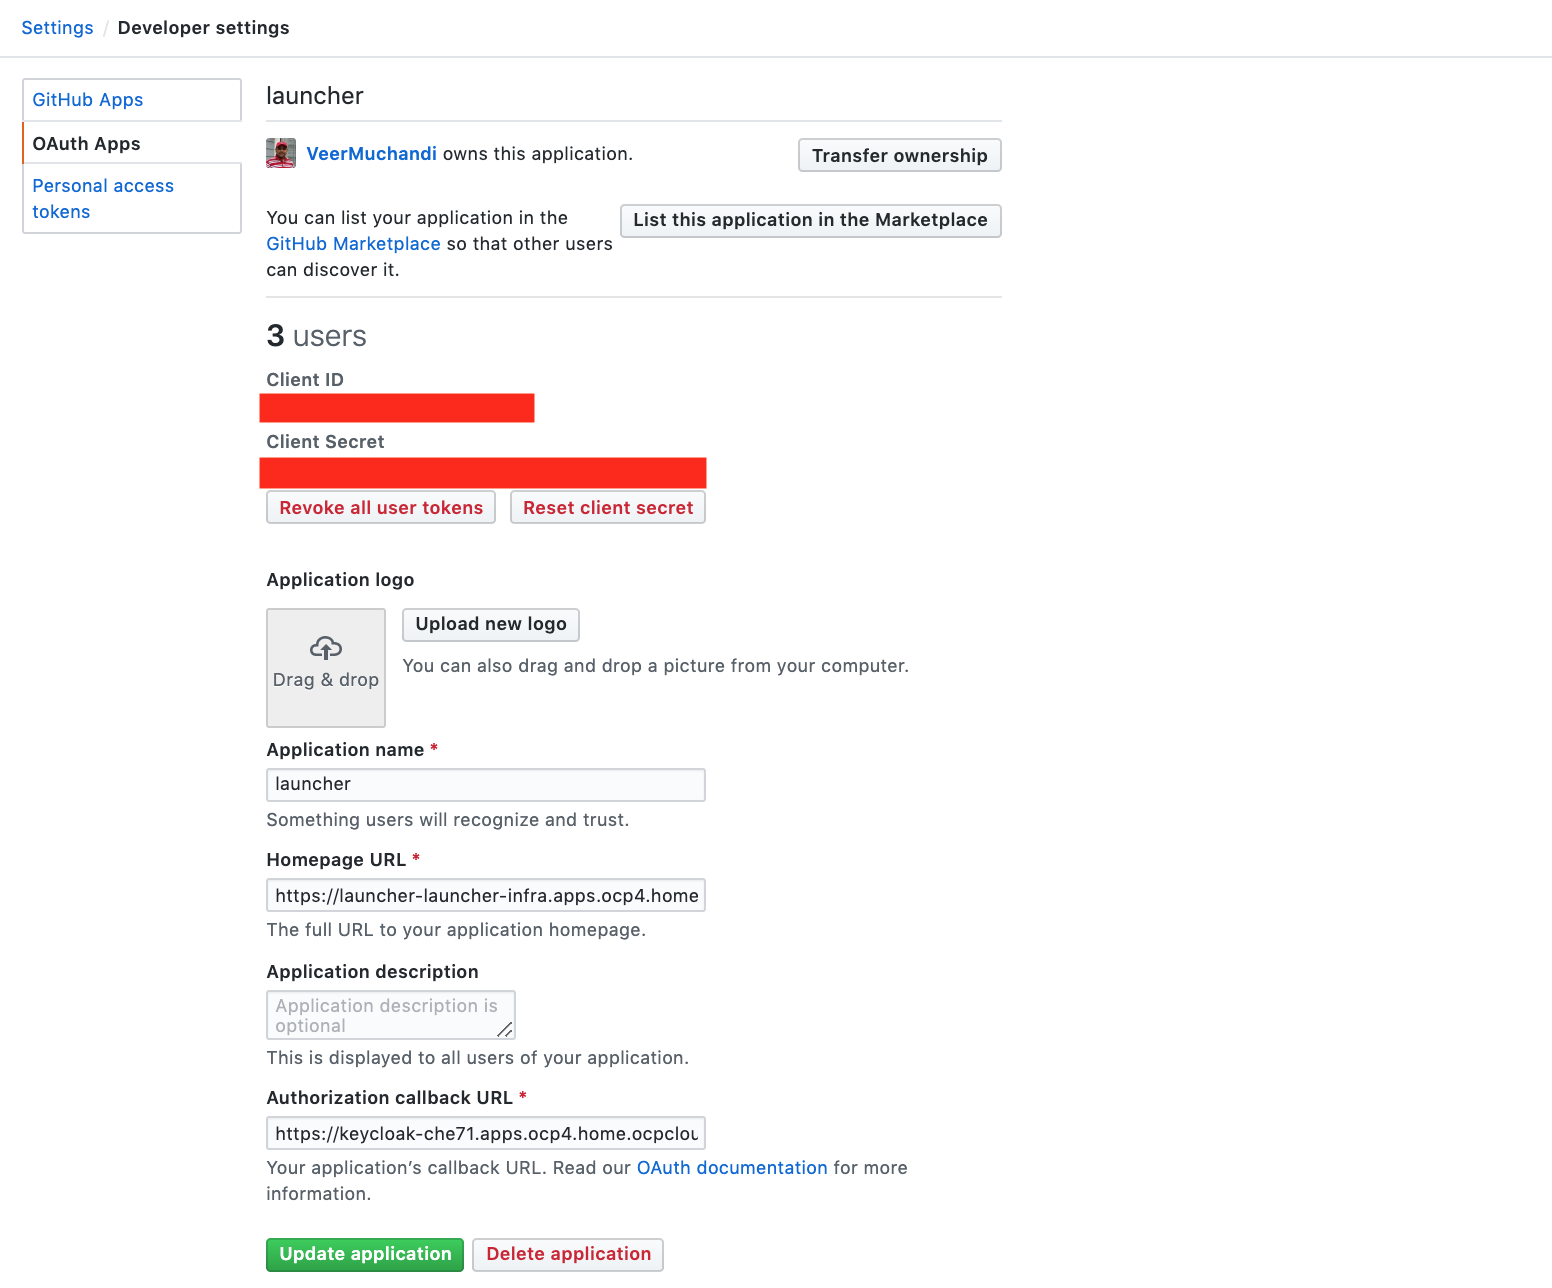 Settings / Developer settings
GitHub Apps
OAuth Apps
Personal access
tokens
launcher
VeerMuchandi owns this application.
Transfer ownership
You can list your application in the
GitHub Marketplace so that other users
can discover it.
List this application in the Marketplace
3 users
Client ID
Client Secret
Revoke all user tokens
Reset client secret
Application logo
Drag & drop
Upload new logo
You can also drag and drop a picture from your computer.
Application name *
launcher
Something users will recognize and trust.
Homepage URL *
https://launcher-launcher-infra.apps.ocp4.home
The full URL to your application homepage.
Application description
Application description is
optional
This is displayed to all users of your application.
Authorization callback URL *
https://keycloak-che71.apps.ocp4.home.ocpclou
Your application’s callback URL. Read our OAuth documentation for more
information.
Update application
Delete application